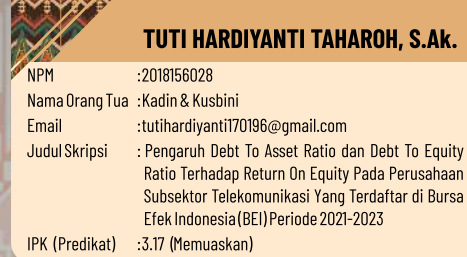 TUTI HARDIYANTI TAHAROH, S.Ak.
NPM :2018156028
Nama Orang Tua :Kadin & Kusbini
Email :tutihardiyanti170196@gmail.com
Judul Skripsi : Pengaruh Debt To Asset Ratio dan Debt To Equity
Ratio Terhadap Return On Equity Pada Perusahaan
Subsektor Telekomunikasi Yang Terdaftar di Bursa
Efek Indonesia (BEI) Periode 2021-2023
IPK (Predikat) :3.17 (Memuaskan)